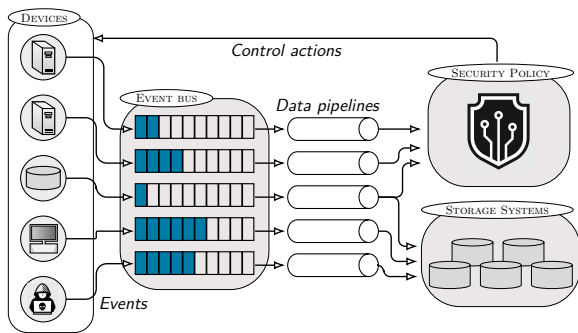 DEVICES
Control actions
SECURITY POLICY
EVENT BUS
Data pipelines
STORAGE SYSTEMS
Events